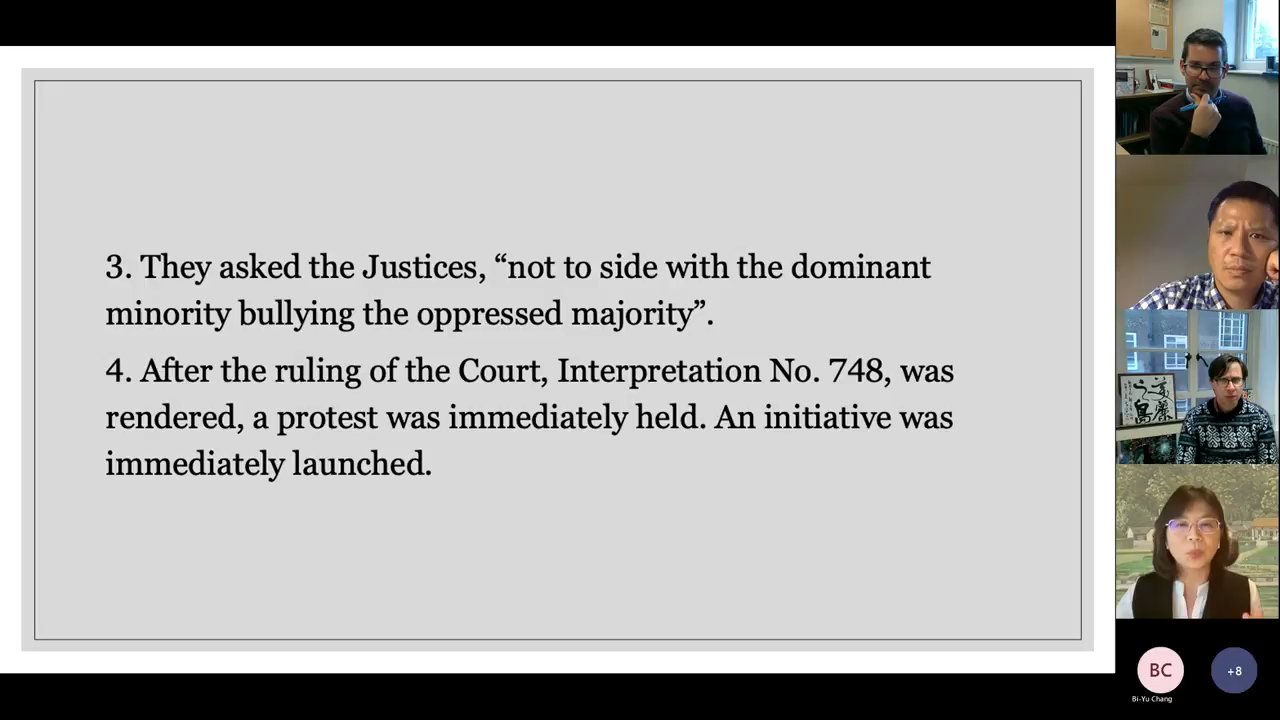 3. They asked the Justices, “not to side with the dominant
minority bullying the oppressed majority”.
4. After the ruling of the Court, Interpretation No. 748, was
rendered, a protest was immediately held. An initiative was
immediately launched.
BC
+8
Bi-Yu Chang